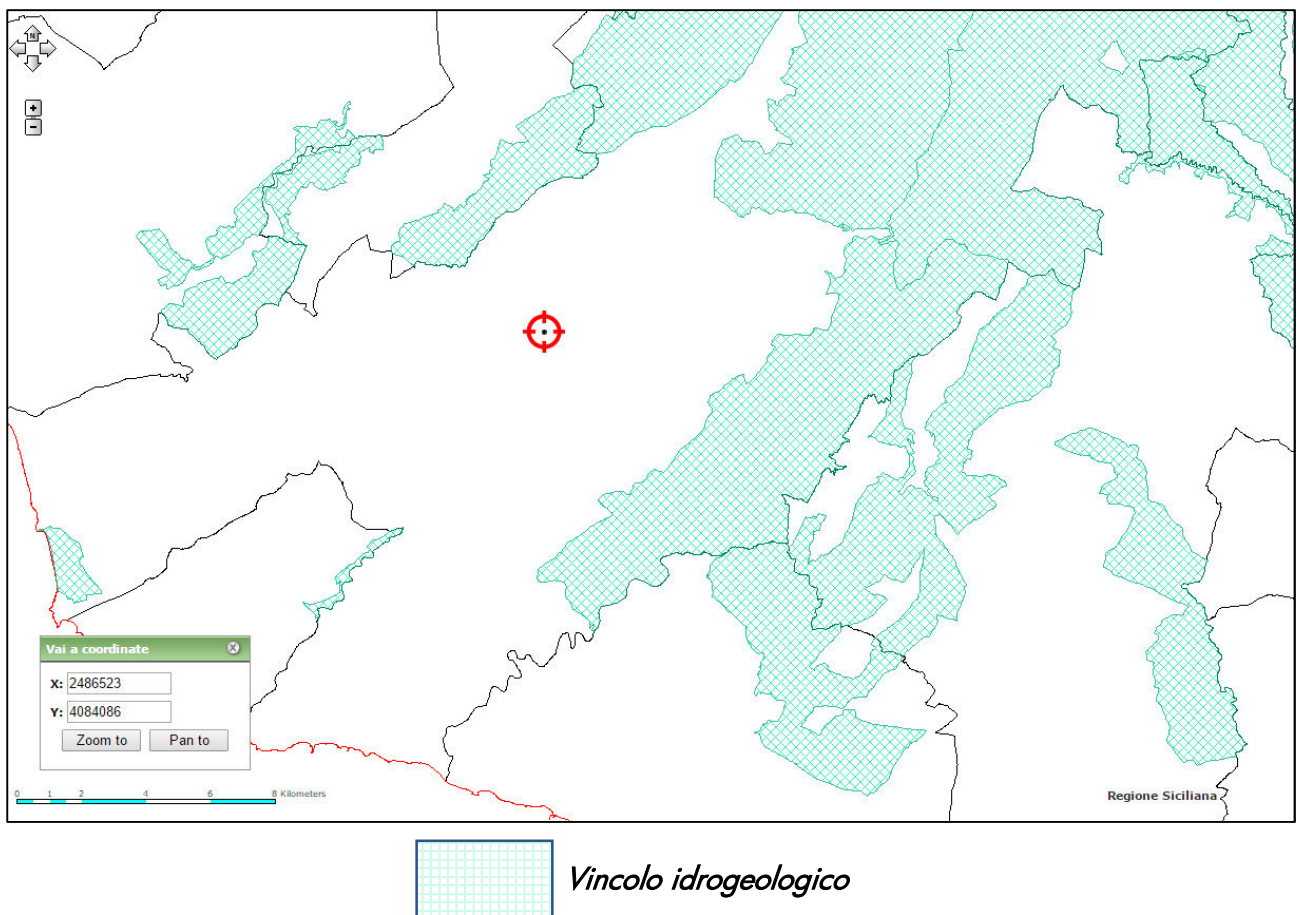 N
+
-
Vai a coordinate
X: 2486523
Y: 4084086
Zoom to Pan to
0 1 2 4 6 8 Kilometers
Regione Siciliana
Vincolo idrogeologico